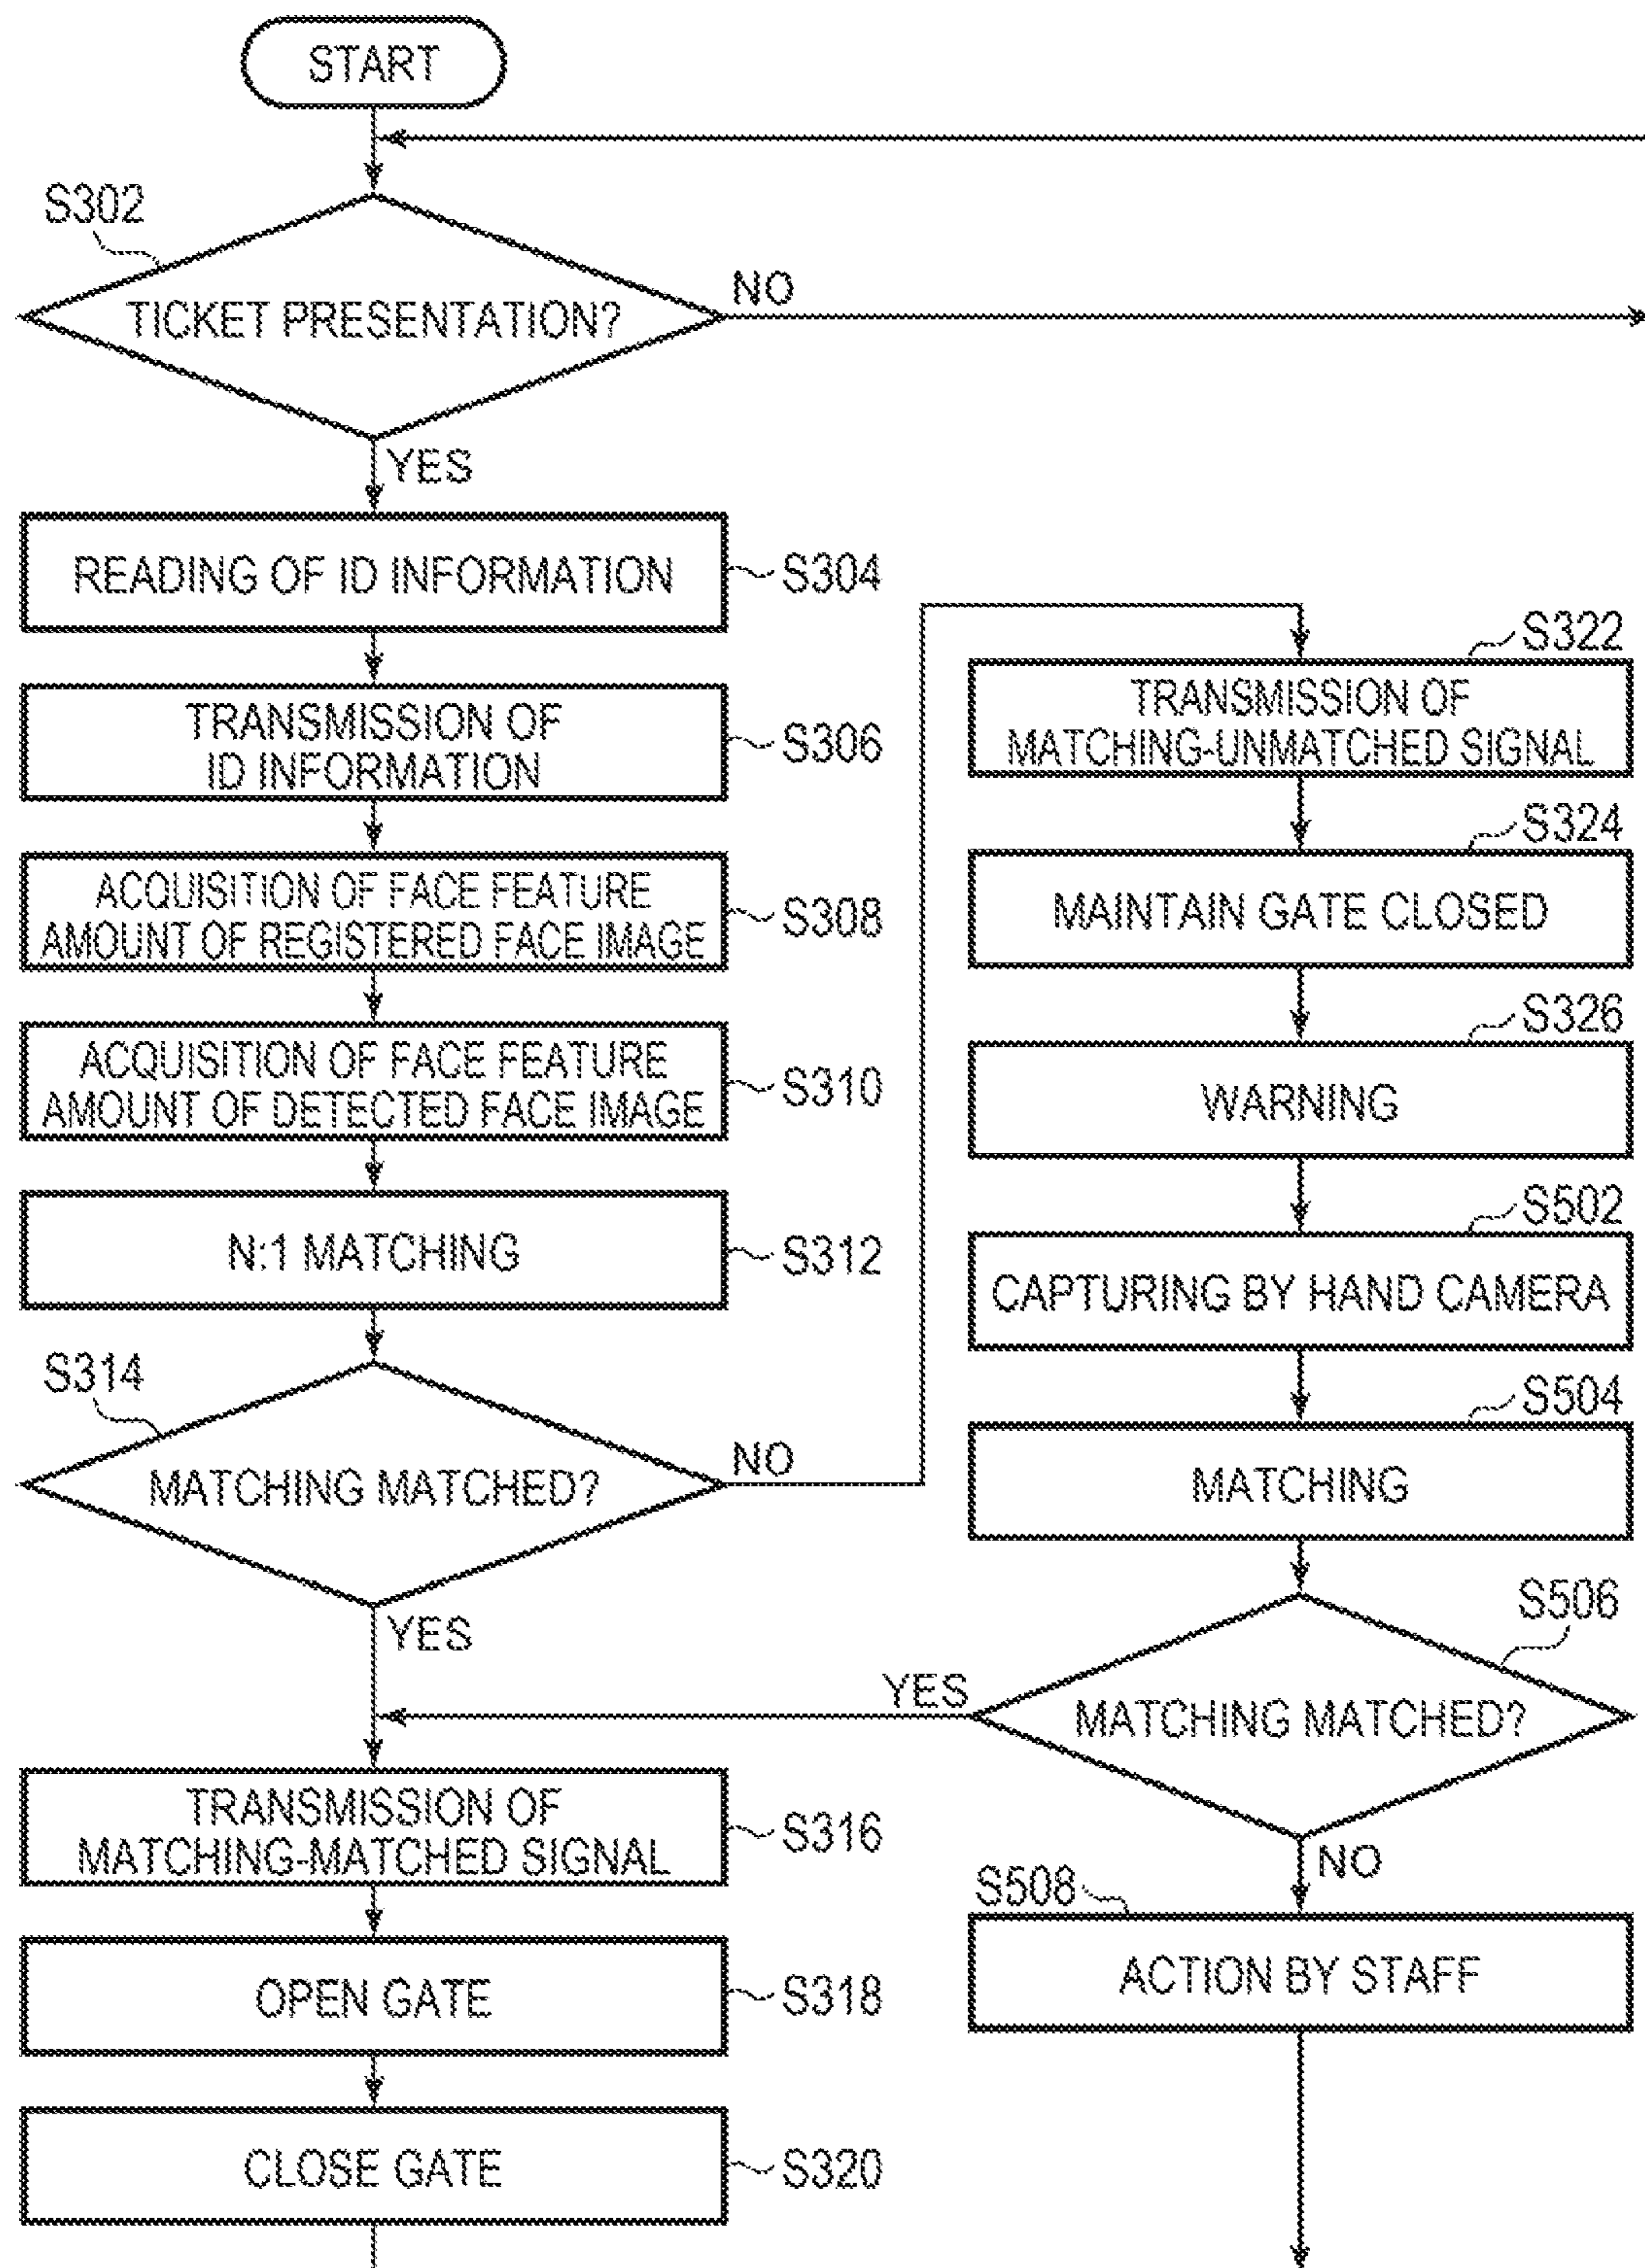 START
S302
TICKET PRESENTATION?
NO
YES
READING OF ID INFORMATION
S304
TRANSMISSION OF
ID INFORMATION
S306
ACQUISITION OF FACE FEATURE
AMOUNT OF REGISTERED FACE IMAGE
S308
ACQUISITION OF FACE FEATURE
AMOUNT OF DETECTED FACE IMAGE
S310
N:1 MATCHING
S312
S314
MATCHING MATCHED?
NO
YES
TRANSMISSION OF
MATCHING-MATCHED SIGNAL
S316
OPEN GATE
S318
CLOSE GATE
S320
S322
TRANSMISSION OF
MATCHING-UNMATCHED SIGNAL
S324
MAINTAIN GATE CLOSED
S326
WARNING
S502
CAPTURING BY HAND CAMERA
S504
MATCHING
S506
MATCHING MATCHED?
YES
NO
S508
ACTION BY STAFF